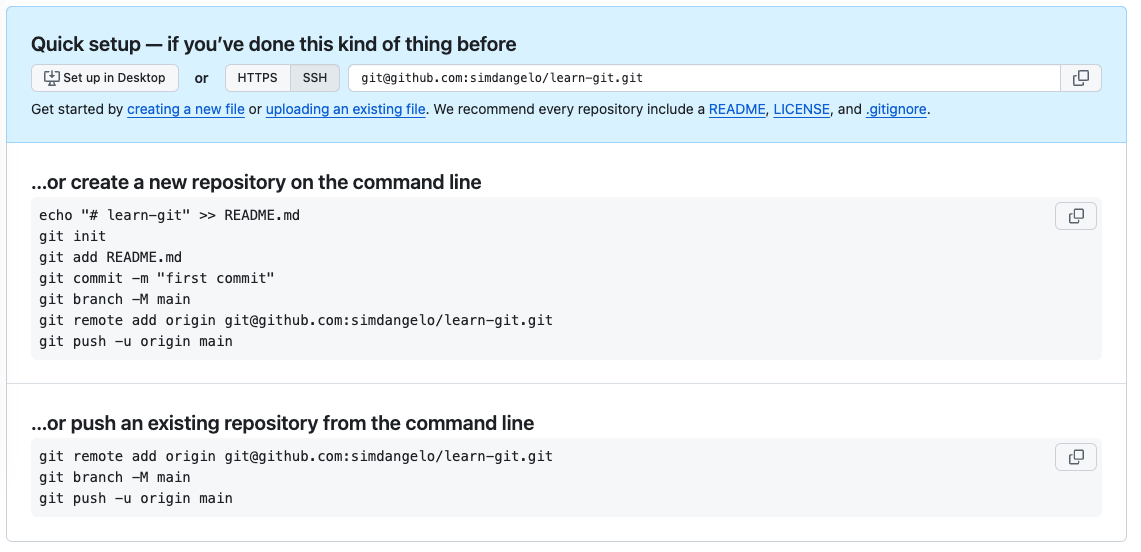 Quick setup — if you’ve done this kind of thing before
Set up in Desktop or HTTPS SSH git@github.com:simdangelo/learn-git.git
Get started by creating a new file or uploading an existing file. We recommend every repository include a README, LICENSE, and .gitignore.
...or create a new repository on the command line
echo "# learn-git" >> README.md
git init
git add README.md
git commit -m "first commit"
git branch -M main
git remote add origin git@github.com:simdangelo/learn-git.git
git push -u origin main
...or push an existing repository from the command line
git remote add origin git@github.com:simdangelo/learn-git.git
git branch -M main
git push -u origin main